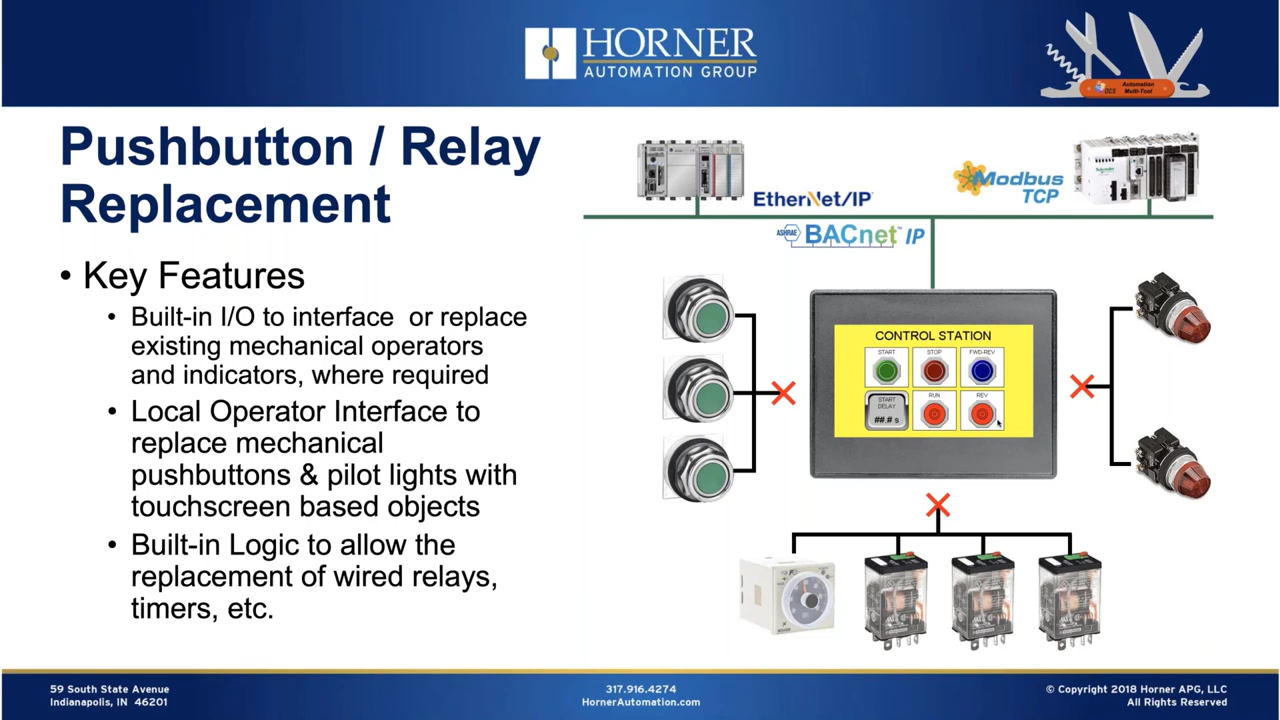 HORNER
AUTOMATION GROUP
OCS
Automation
Multi-Tool
Pushbutton / Relay
Replacement
• Key Features
• Built-in I/O to interface or replace
existing mechanical operators
and indicators, where required
• Local Operator Interface to
replace mechanical
pushbuttons & pilot lights with
touchscreen based objects
• Built-in Logic to allow the
replacement of wired relays,
timers, etc.
EtherNet/IP
Modbus
TCP
ASHRAE BACnet™ IP
CONTROL STATION
START
STOP
FWD-REV
START
DELAY
##.# s
RUN
REV
59 South State Avenue
Indianapolis, IN 46201
317.916.4274
HornerAutomation.com
© Copyright 2018 Horner APG, LLC
All Rights Reserved